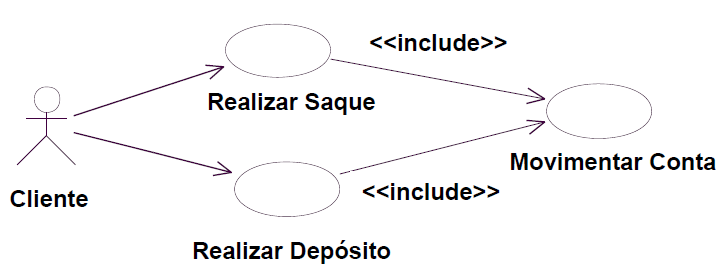 <<include>>
Realizar Saque
Movimentar Conta
Cliente
<<include>>
Realizar Depósito